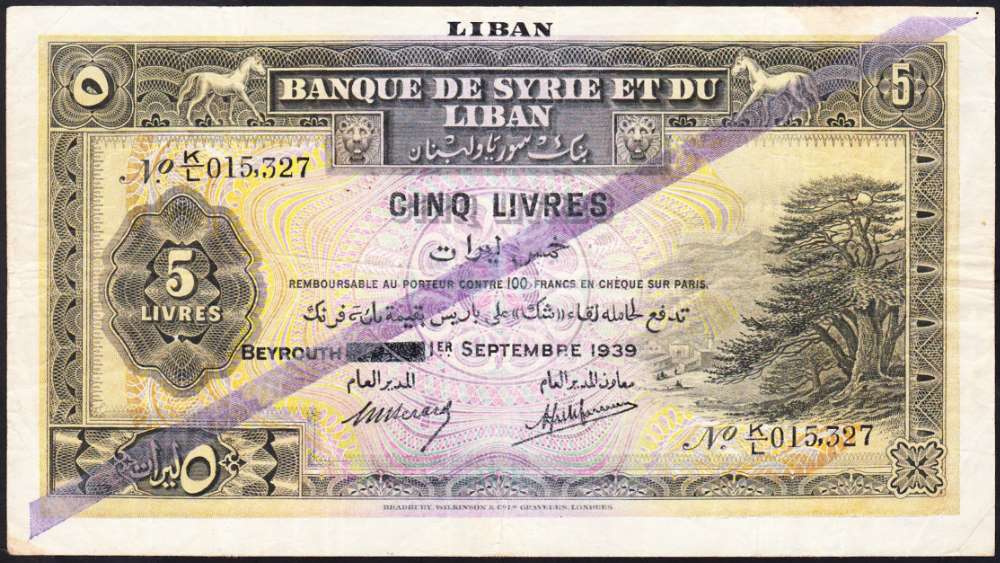 LIBAN
٥
5
BANQUE DE SYRIE ET DU
LIBAN
بنك سوريا ولبنان
No. K/L 015,327
CINQ LIVRES
خمس ليرات
REMBOURSABLE AU PORTEUR CONTRE 100 FRANCS EN CHÈQUE SUR PARIS.
تدفع لحامله لقاء «شك» على باريس بقيمة مائة فرنك
5
LIVRES
BEYROUTH 1ER SEPTEMBRE 1939
المدير العام
معاون المدير العام
No. K/L 015,327
٥ ليرات
BRADBURY, WILKINSON & Co. Ld. GRAVEURS, LONDRES